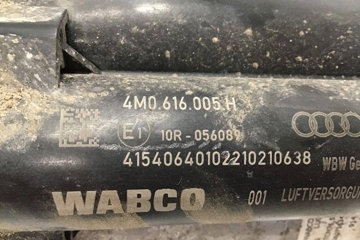 4M0.616.005 H
E1 10R-056089
41540640102210210638 WBW Ge
WABCO 001 LUFTVERSORGU